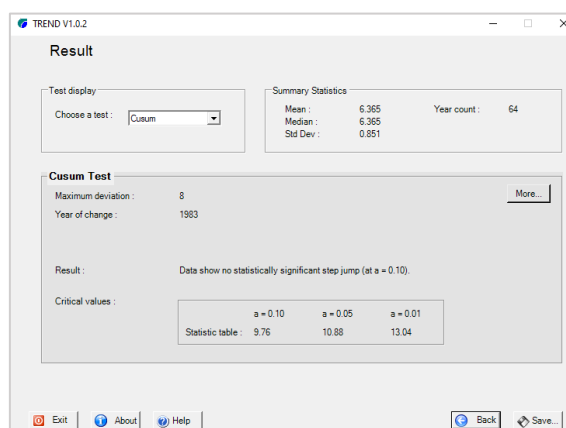 TREND V1.0.2
Result
Test display
Choose a test : Cusum
Summary Statistics
Mean : 6.365 Year count : 64
Median : 6.365
Std Dev : 0.851
Cusum Test
Maximum deviation : 8 More...
Year of change : 1983
Result : Data show no statistically significant step jump (at a = 0.10).
Critical values :
a = 0.10 a = 0.05 a = 0.01
Statistic table : 9.76 10.88 13.04
Exit About Help Back Save...